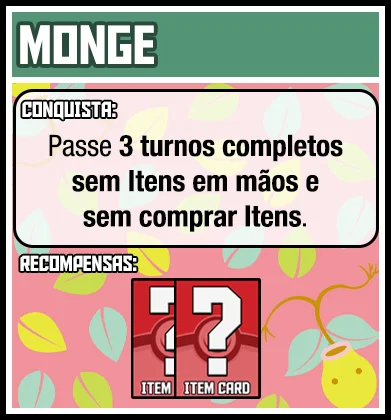 MONGE
CONQUISTA:
Passe 3 turnos completos
sem Itens em mãos e
sem comprar Itens.
RECOMPENSAS:
? ?
ITEM ITEM CARD